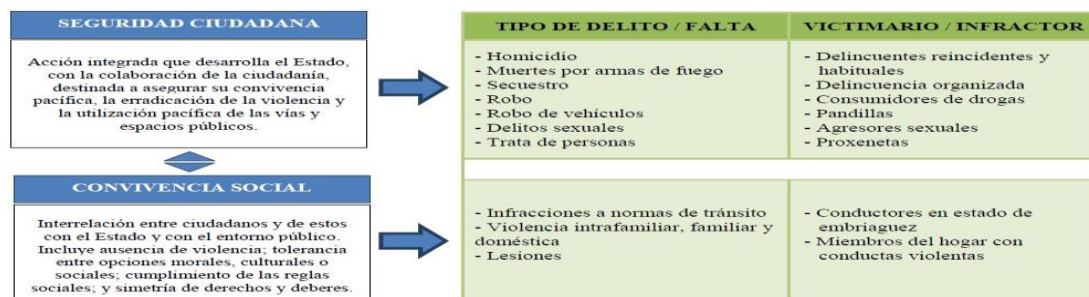 SEGURIDAD CIUDADANA
Acción integrada que desarrolla el Estado,
con la colaboración de la ciudadanía,
destinada a asegurar su convivencia
pacífica, la erradicación de la violencia y
la utilización pacífica de las vías y
espacios públicos.
CONVIVENCIA SOCIAL
Interrelación entre ciudadanos y de estos
con el Estado y con el entorno público.
Incluye ausencia de violencia; tolerancia
entre opciones morales, culturales o
sociales; cumplimiento de las reglas
sociales; y simetría de derechos y deberes.
TIPO DE DELITO / FALTA
- Homicidio
- Muertes por armas de fuego
- Secuestro
- Robo
- Robo de vehículos
- Delitos sexuales
- Trata de personas
- Infracciones a normas de tránsito
- Violencia intrafamiliar, familiar y
doméstica
- Lesiones
VICTIMARIO / INFRACTOR
- Delincuentes reincidentes y
habituales
- Delincuencia organizada
- Consumidores de drogas
- Pandillas
- Agresores sexuales
- Proxenetas
- Conductores en estado de
embriaguez
- Miembros del hogar con
conductas violentas